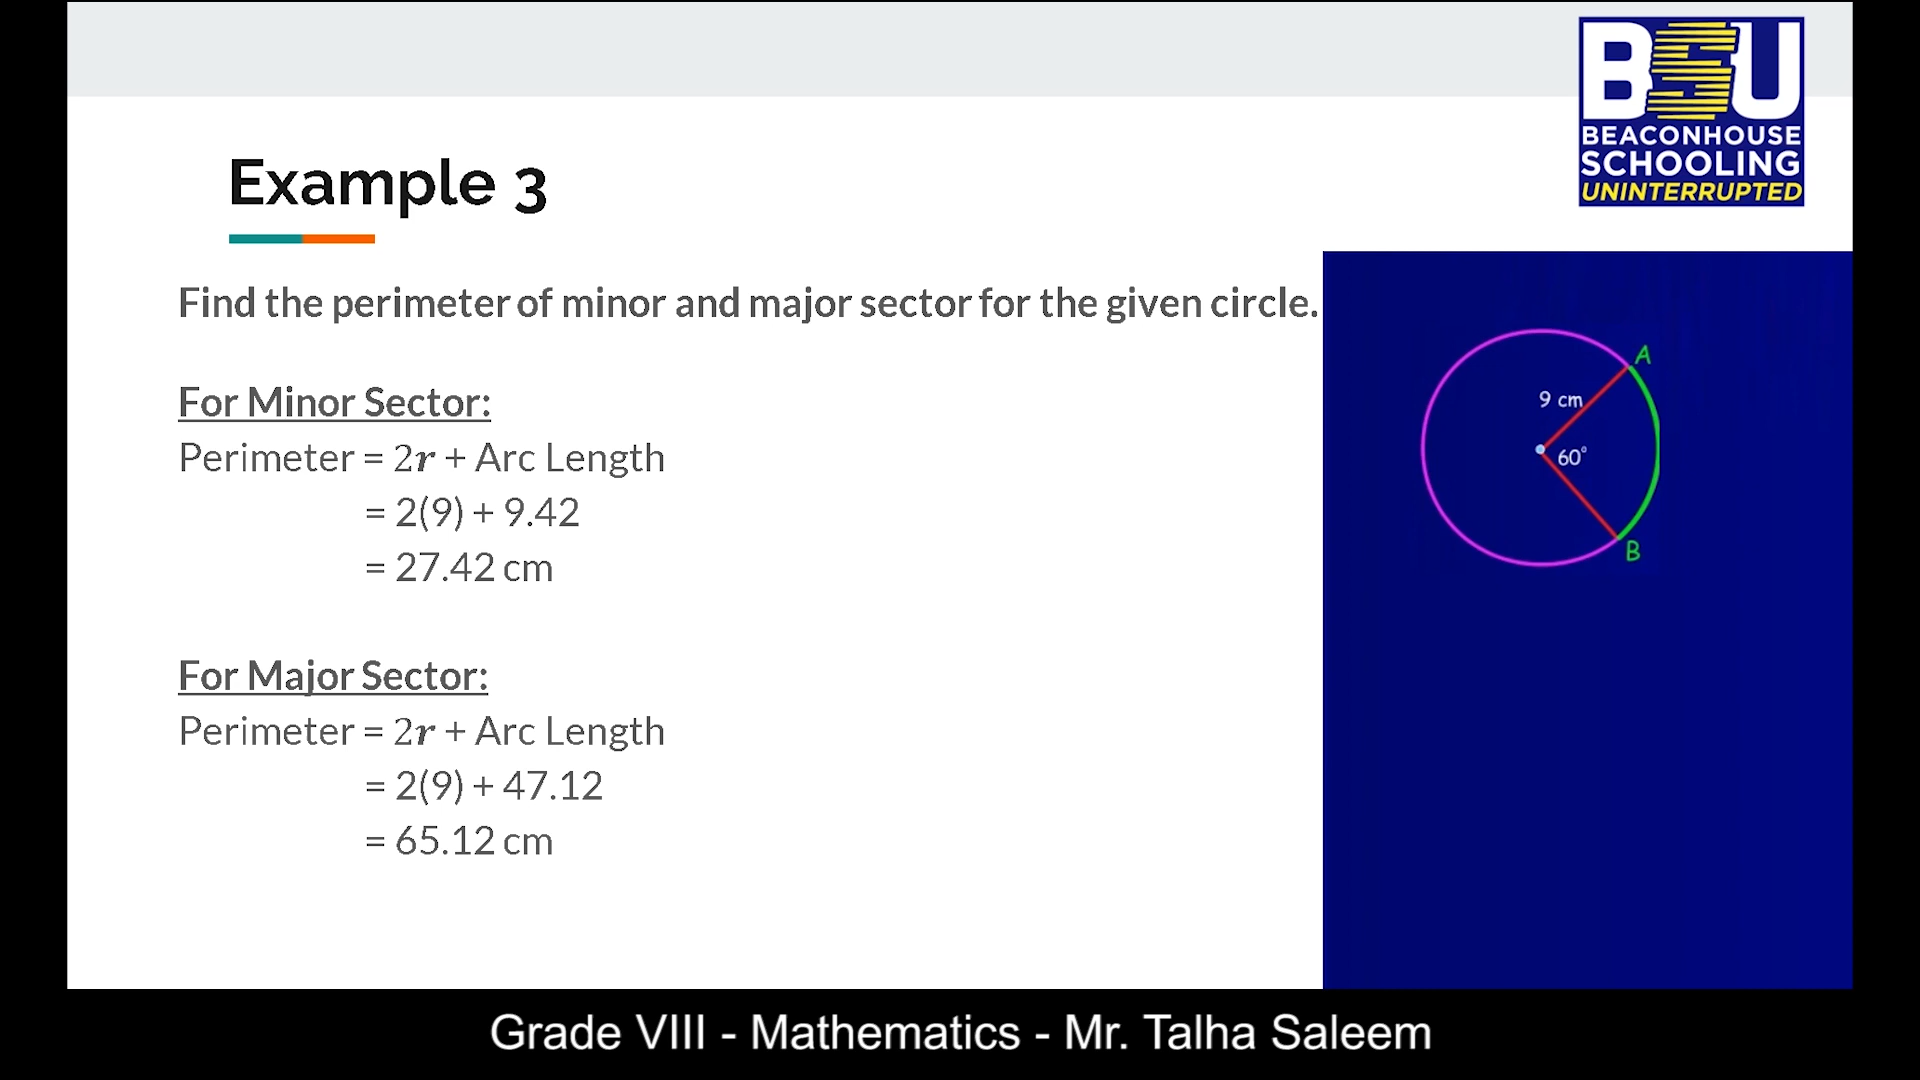 BSU
BEACONHOUSE
SCHOOLING
UNINTERRUPTED
Example 3
Find the perimeter of minor and major sector for the given circle.
For Minor Sector:
Perimeter = 2r + Arc Length
= 2(9) + 9.42
= 27.42 cm
For Major Sector:
Perimeter = 2r + Arc Length
= 2(9) + 47.12
= 65.12 cm
A
9 cm
60°
B
Grade VIII - Mathematics - Mr. Talha Saleem